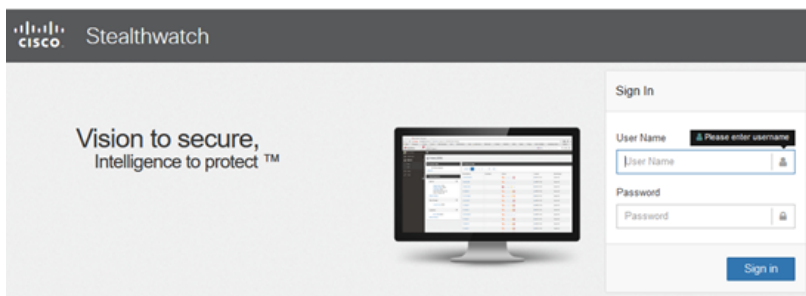 cisco. Stealthwatch
Sign In
Vision to secure,
Intelligence to protect ™
User Name
Please enter username
User Name
Password
Password
Sign in